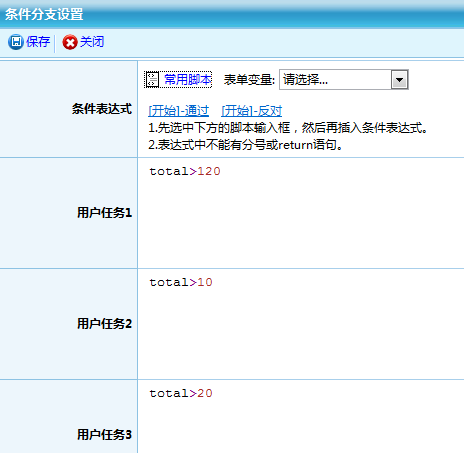 条件分支设置
保存 关闭
常用脚本 表单变量: 请选择...
条件表达式
[开始]-通过 [开始]-反对
1.先选中下方的脚本输入框，然后再插入条件表达式。
2.表达式中不能有分号或return语句。
total>120
用户任务1
total>10
用户任务2
total>20
用户任务3